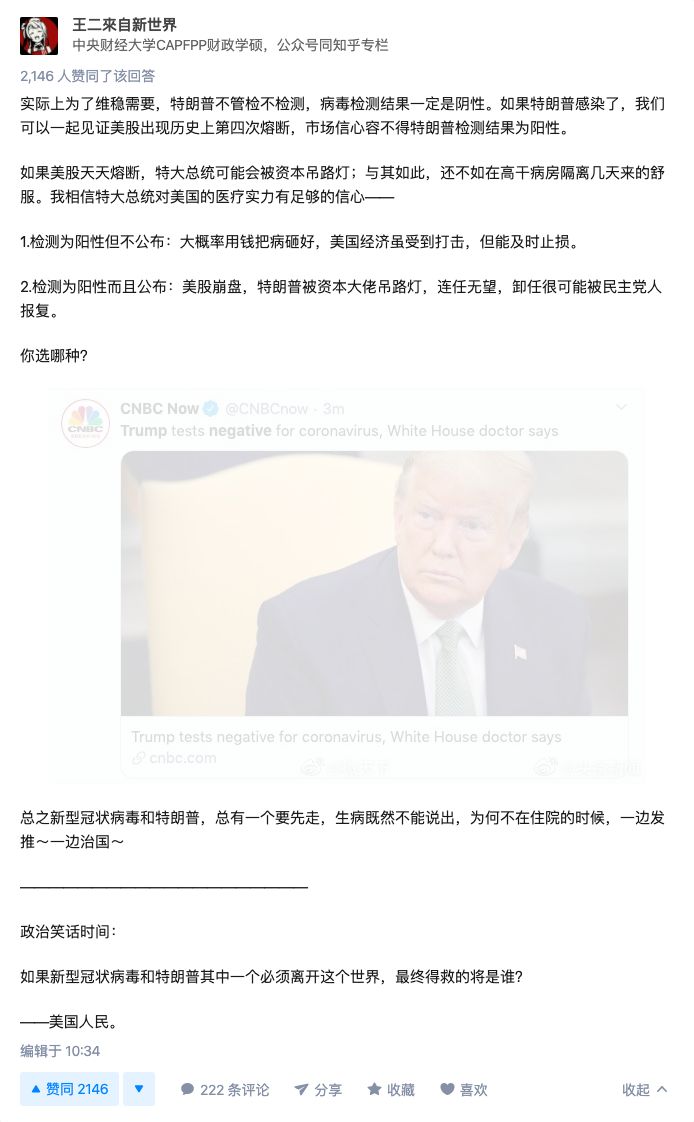 王二來自新世界
中央财经大学CAPFPP财政学硕，公众号同知乎专栏
2,146 人赞同了该回答
实际上为了维稳需要，特朗普不管检不检测，病毒检测结果一定是阴性。如果特朗普感染了，我们
可以一起见证美股出现历史上第四次熔断，市场信心容不得特朗普检测结果为阳性。
如果美股天天熔断，特大总统可能会被资本吊路灯；与其如此，还不如在高干病房隔离几天来的舒
服。我相信特大总统对美国的医疗实力有足够的信心——
1.检测为阳性但不公布：大概率用钱把病砸好，美国经济虽受到打击，但能及时止损。
2.检测为阳性而且公布：美股崩盘，特朗普被资本大佬吊路灯，连任无望，卸任很可能被民主党人
报复。
你选哪种?
CNBC Now @CNBCnow · 3m
Trump tests negative for coronavirus, White House doctor says
CNBC
Trump tests negative for coronavirus, White House doctor says
cnbc.com
总之新型冠状病毒和特朗普，总有一个要先走，生病既然不能说出，为何不在住院的时候，一边发
推～一边治国～
————————————————————
政治笑话时间：
如果新型冠状病毒和特朗普其中一个必须离开这个世界，最终得救的将是谁?
——美国人民。
编辑于 10:34
赞同 2146
222 条评论
分享
收藏
喜欢
收起